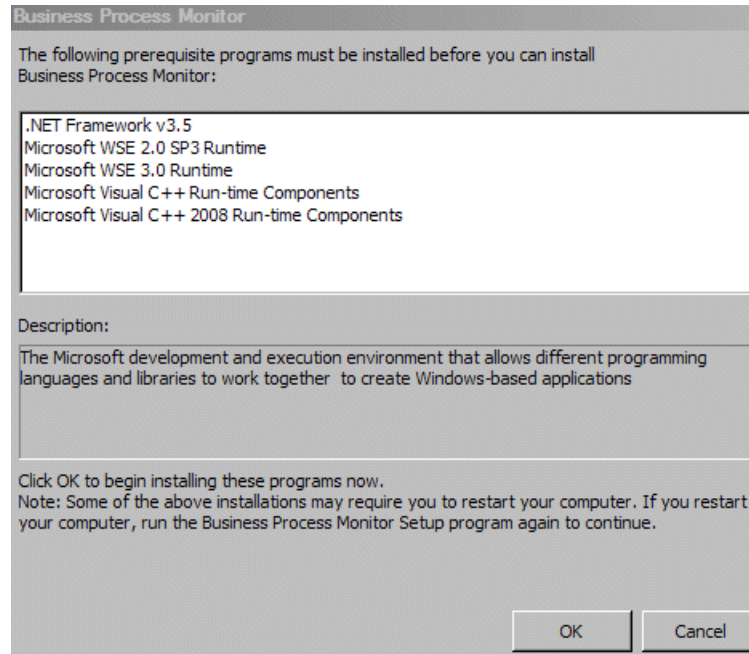 Business Process Monitor
The following prerequisite programs must be installed before you can install
Business Process Monitor:
.NET Framework v3.5
Microsoft WSE 2.0 SP3 Runtime
Microsoft WSE 3.0 Runtime
Microsoft Visual C++ Run-time Components
Microsoft Visual C++ 2008 Run-time Components
Description:
The Microsoft development and execution environment that allows different programming
languages and libraries to work together  to create Windows-based applications
Click OK to begin installing these programs now.
Note: Some of the above installations may require you to restart your computer. If you restart
your computer, run the Business Process Monitor Setup program again to continue.
OK
Cancel